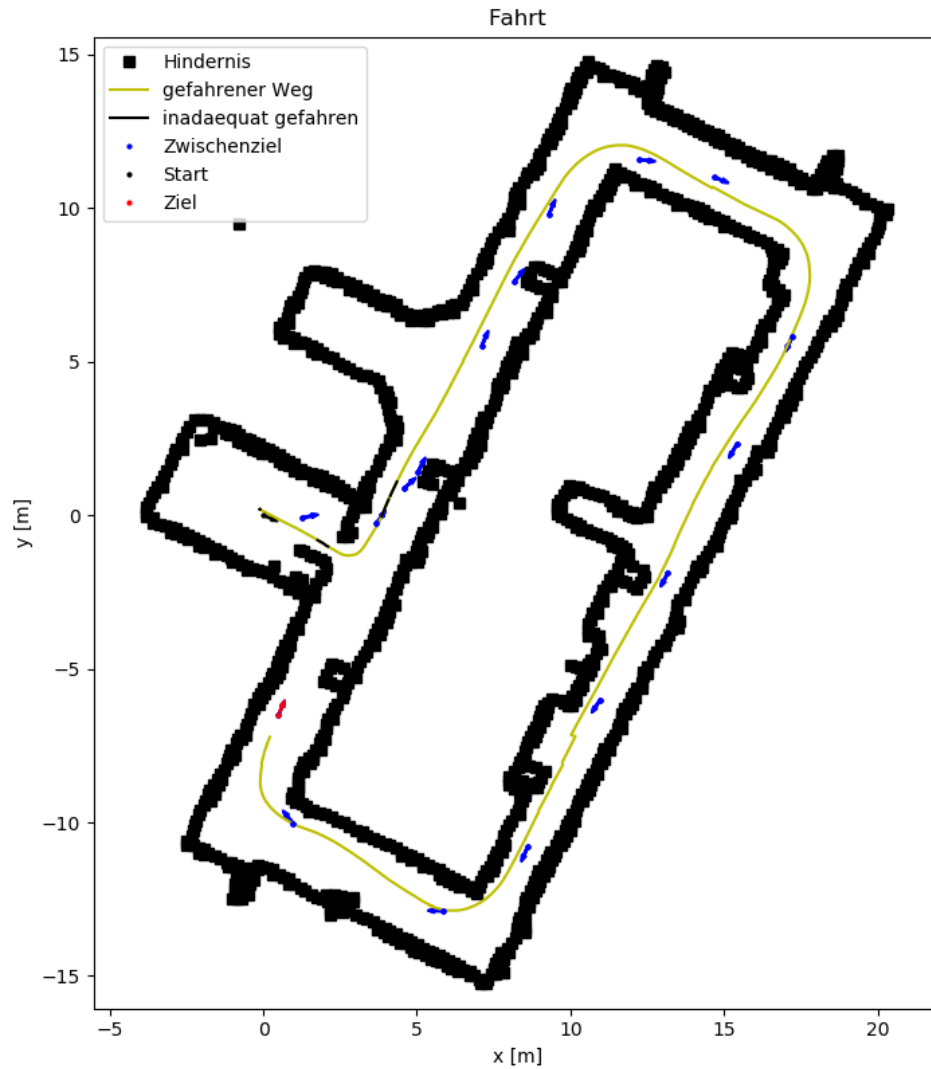 Fahrt
Hindernis
gefahrener Weg
inadaequat gefahren
Zwischenziel
Start
Ziel
15
10
5
0
−5
−10
−15
y [m]
−5
0
5
10
15
20
x [m]